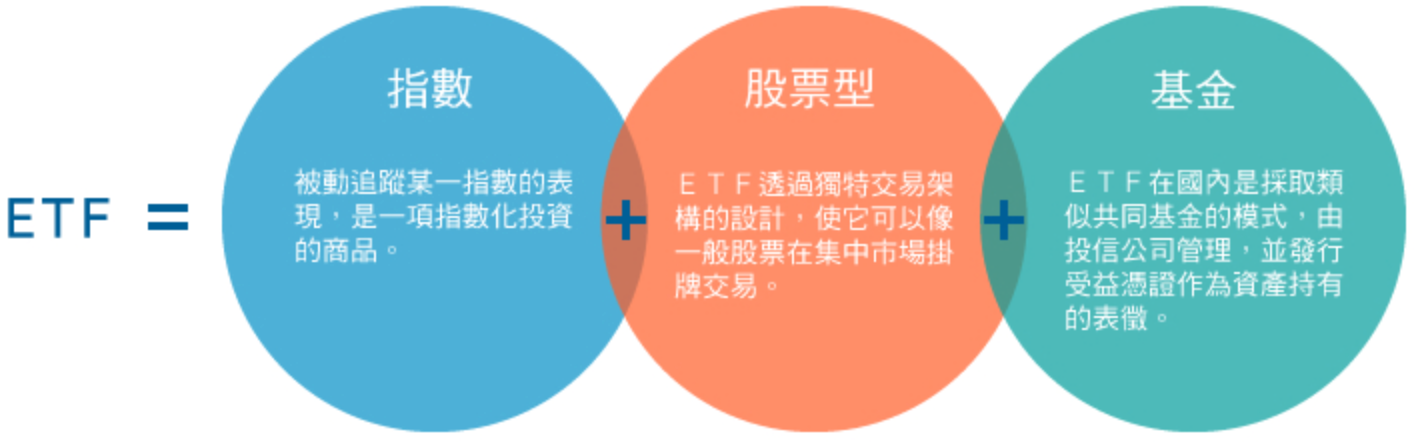 ETF =
指數
被動追蹤某一指數的表
現，是一項指數化投資
的商品。
+
股票型
ＥＴＦ透過獨特交易架
構的設計，使它可以像
一般股票在集中市場掛
牌交易。
+
基金
ＥＴＦ在國內是採取類
似共同基金的模式，由
投信公司管理，並發行
受益憑證作為資產持有
的表徵。